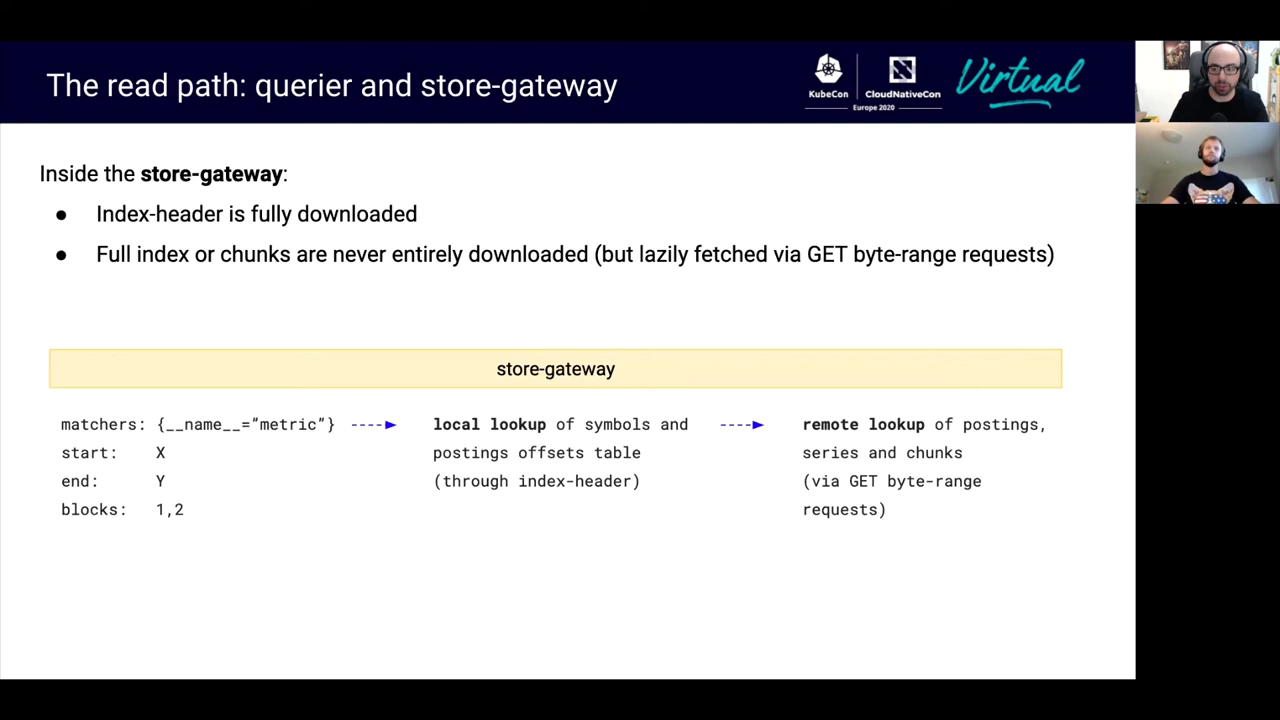 The read path: querier and store-gateway
KubeCon
CloudNativeCon
Europe 2020
Virtual
Inside the store-gateway:
● Index-header is fully downloaded
● Full index or chunks are never entirely downloaded (but lazily fetched via GET byte-range requests)
store-gateway
matchers: {__name__=”metric”}
start: X
end: Y
blocks: 1,2
local lookup of symbols and
postings offsets table
(through index-header)
remote lookup of postings,
series and chunks
(via GET byte-range
requests)